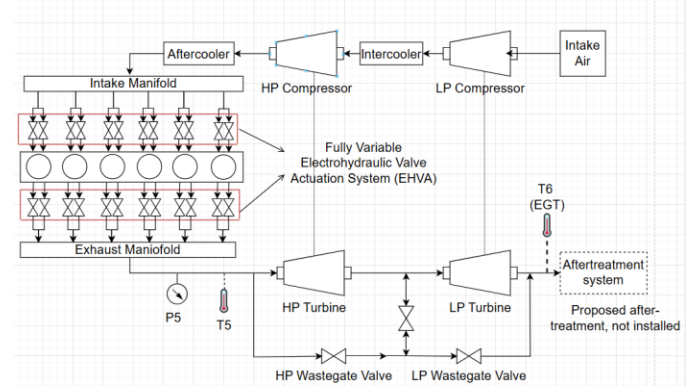 Intake
Air
Aftercooler
Intercooler
Intake Manifold
HP Compressor
LP Compressor
Fully Variable
Electrohydraulic Valve
Actuation System (EHVA)
T6
(EGT)
Exhaust Maniofold
Aftertreatment
system
HP Turbine
LP Turbine
P5
T5
Proposed after-
treatment, not installed
HP Wastegate Valve
LP Wastegate Valve